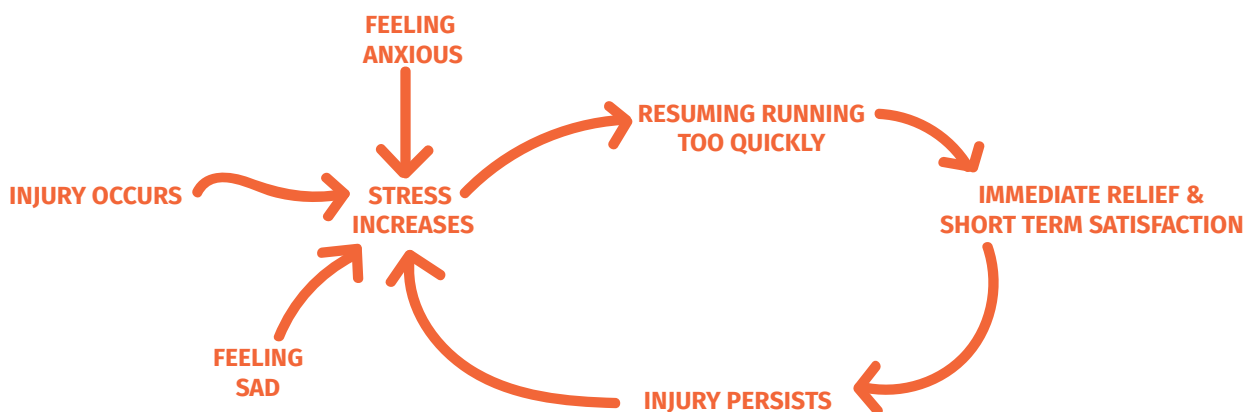 FEELING
ANXIOUS
RESUMING RUNNING
TOO QUICKLY
INJURY OCCURS
STRESS
INCREASES
IMMEDIATE RELIEF &
SHORT TERM SATISFACTION
FEELING
SAD
INJURY PERSISTS